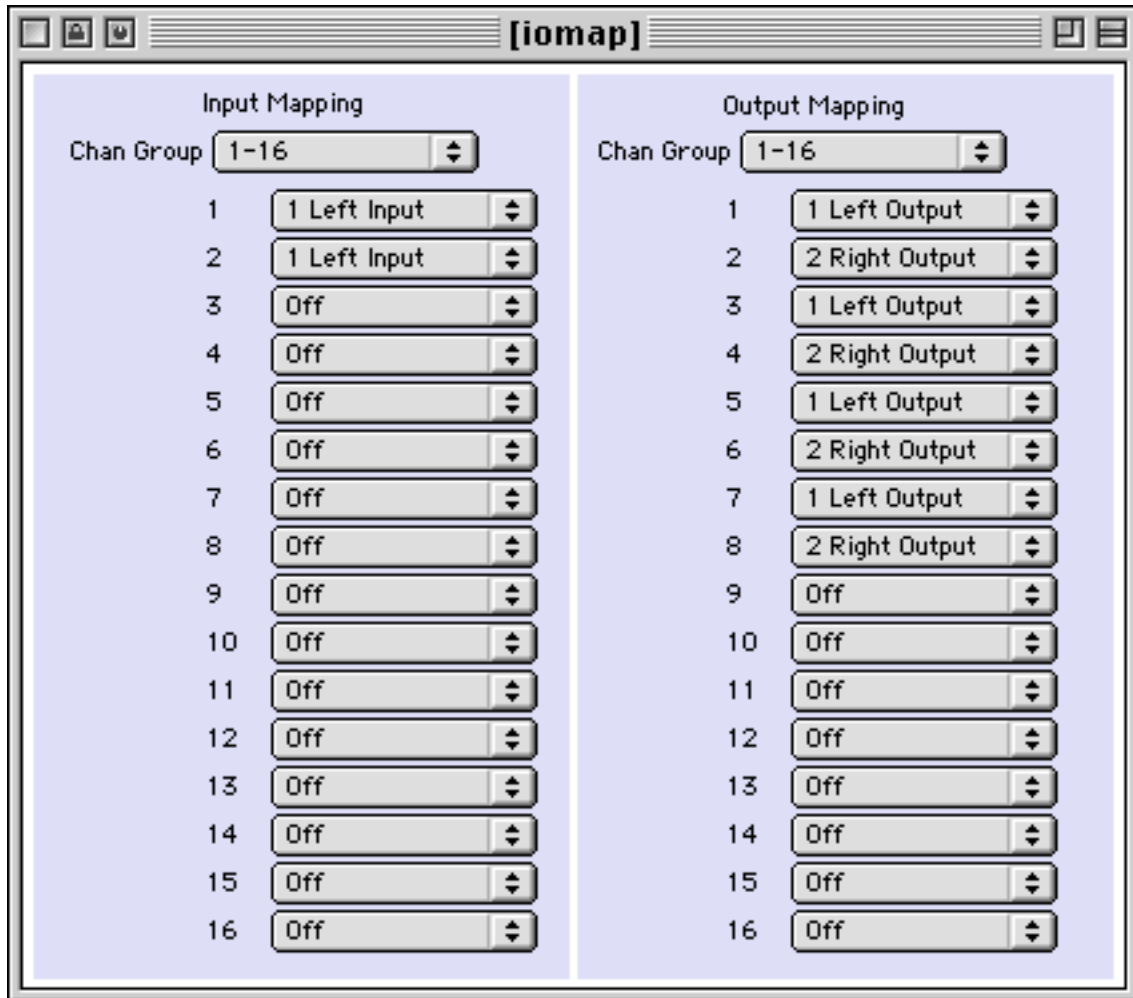 [iomap]
Input Mapping
Chan Group 1-16
1 1 Left Input
2 1 Left Input
3 Off
4 Off
5 Off
6 Off
7 Off
8 Off
9 Off
10 Off
11 Off
12 Off
13 Off
14 Off
15 Off
16 Off
Output Mapping
Chan Group 1-16
1 1 Left Output
2 2 Right Output
3 1 Left Output
4 2 Right Output
5 1 Left Output
6 2 Right Output
7 1 Left Output
8 2 Right Output
9 Off
10 Off
11 Off
12 Off
13 Off
14 Off
15 Off
16 Off